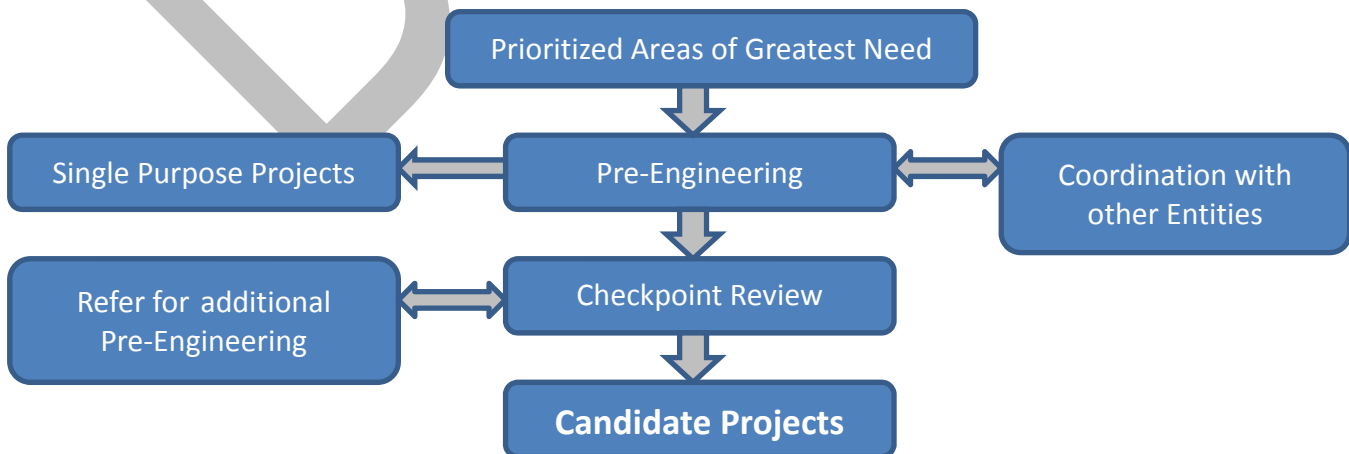 Prioritized Areas of Greatest Need
Single Purpose Projects
Pre-Engineering
Coordination with
other Entities
Refer for additional
Pre-Engineering
Checkpoint Review
Candidate Projects